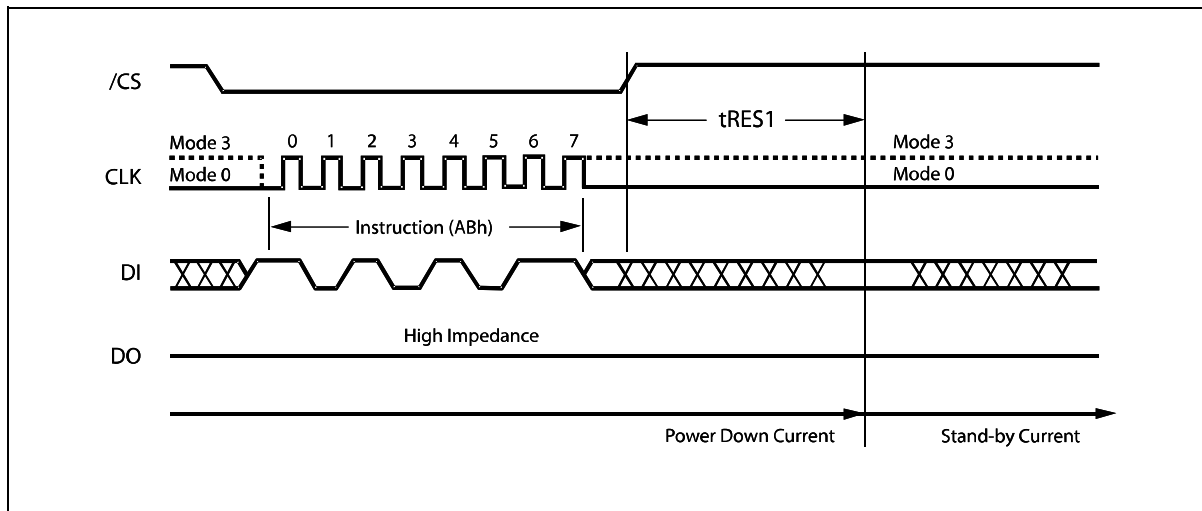 /CS
tRES1
Mode 3
0 1 2 3 4 5 6 7
Mode 3
CLK
Mode 0
Mode 0
Instruction (ABh)
DI
High Impedance
DO
Power Down Current
Stand-by Current